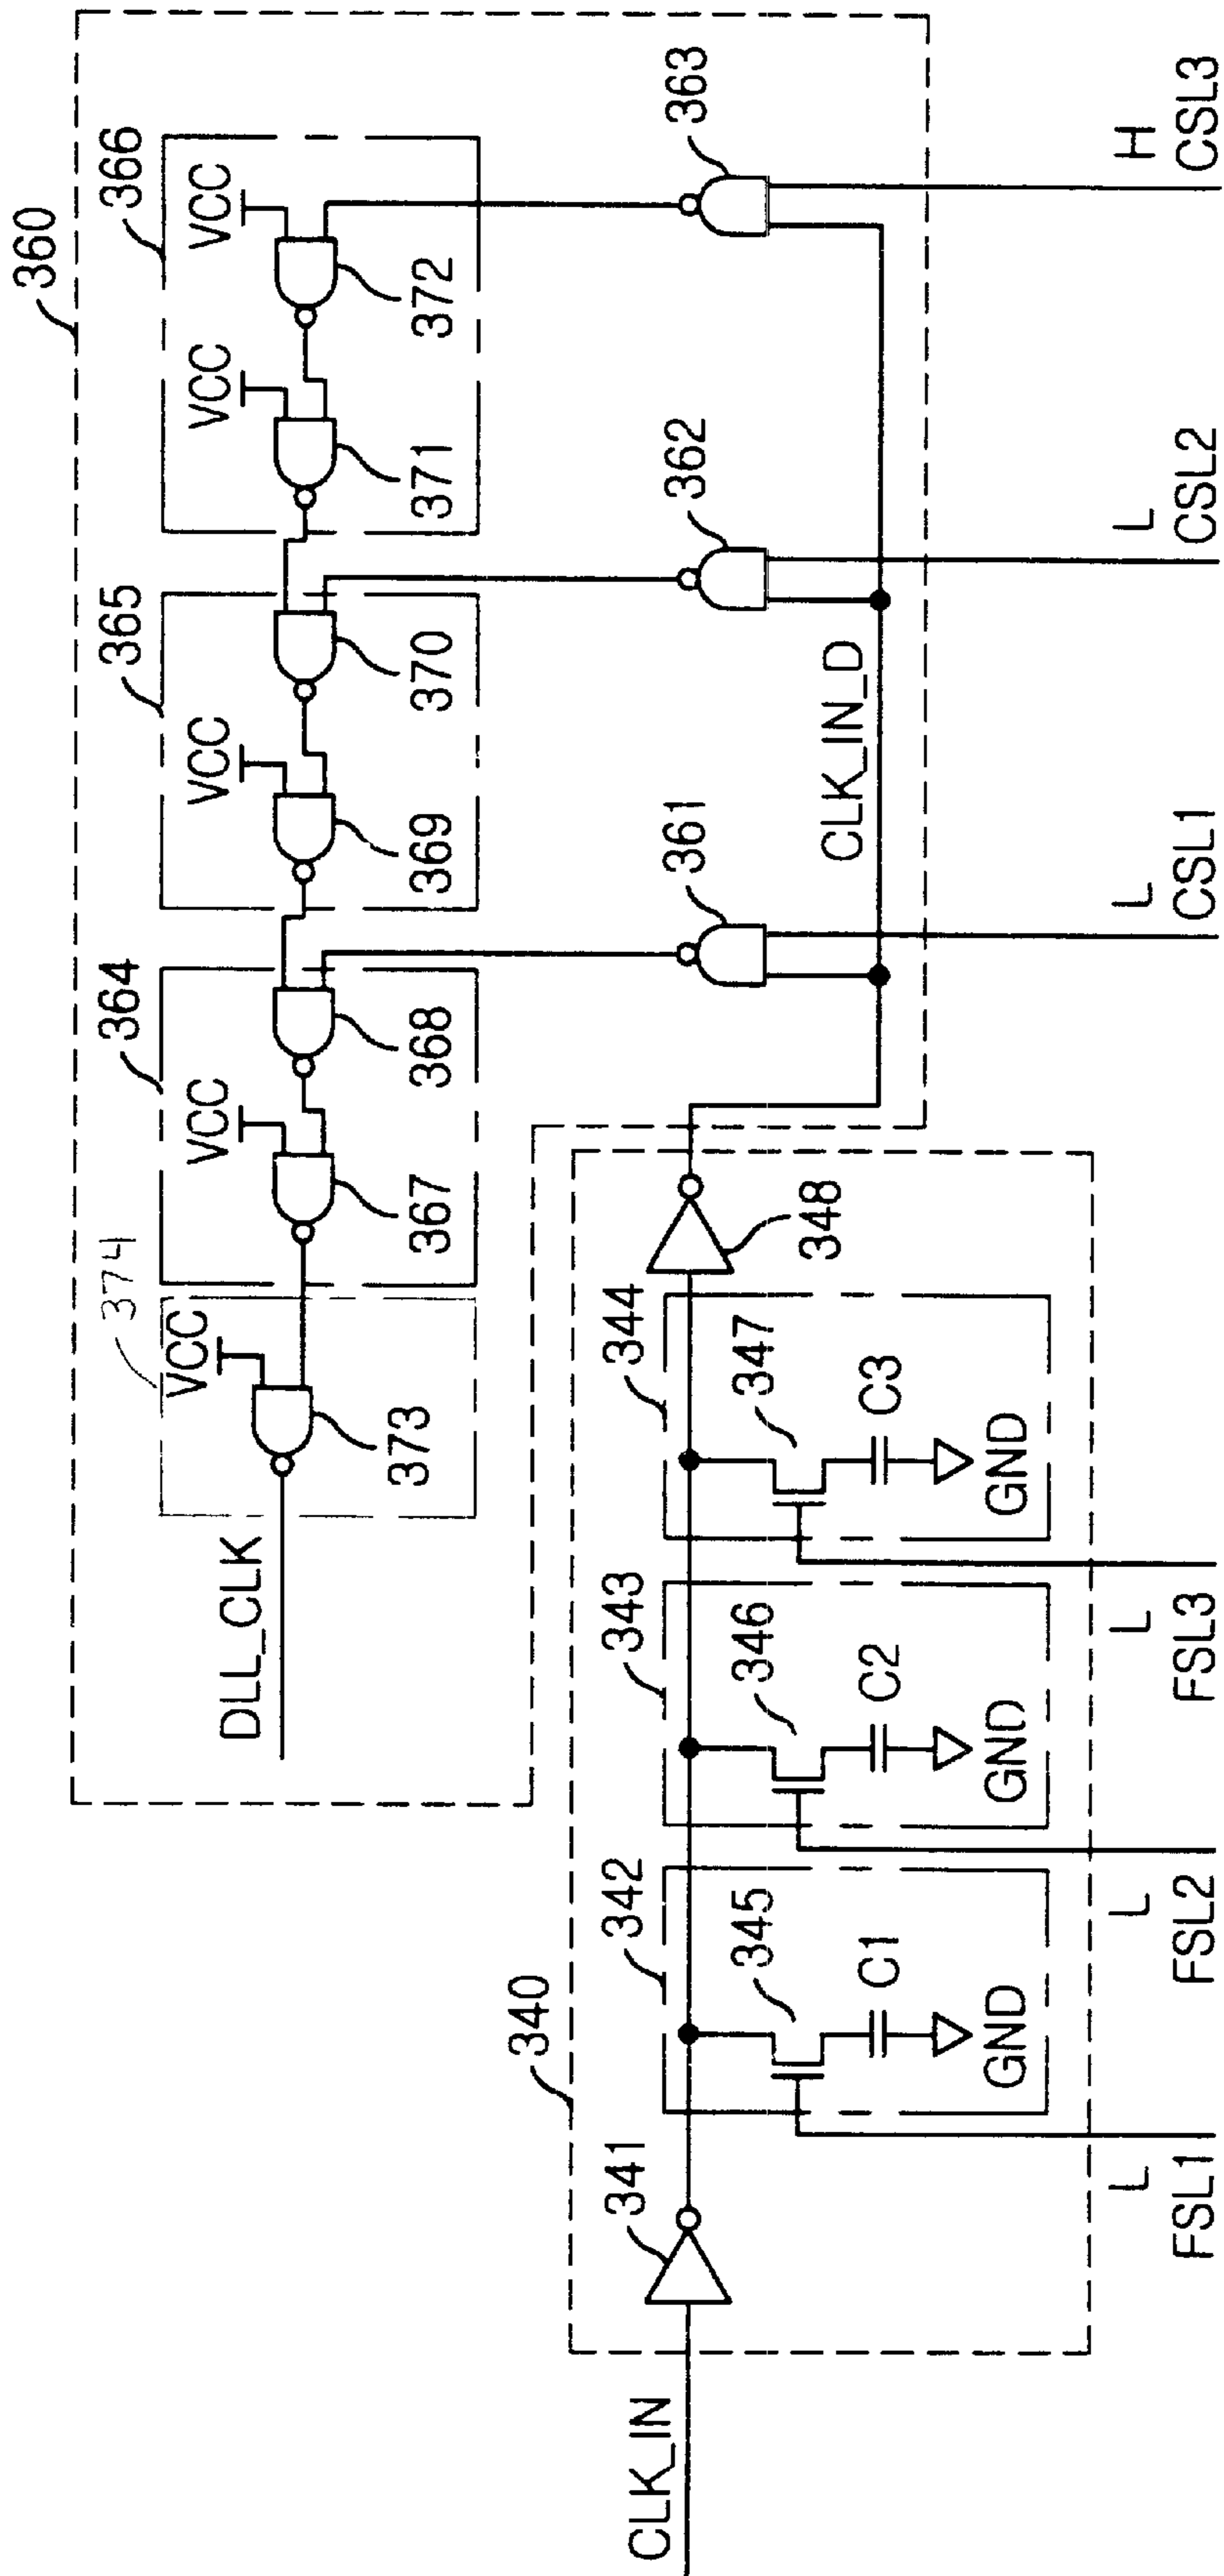 360
366
VCC
372
VCC
371
363
H
CSL3
365
370
VCC
369
362
L
CSL2
364
368
VCC
367
361
CLK_IN_D
L
CSL1
374
VCC
373
DLL_CLK
348
344
347
C3
GND
L
FSL3
343
346
C2
GND
L
FSL2
342
345
C1
GND
L
FSL1
340
341
CLK_IN